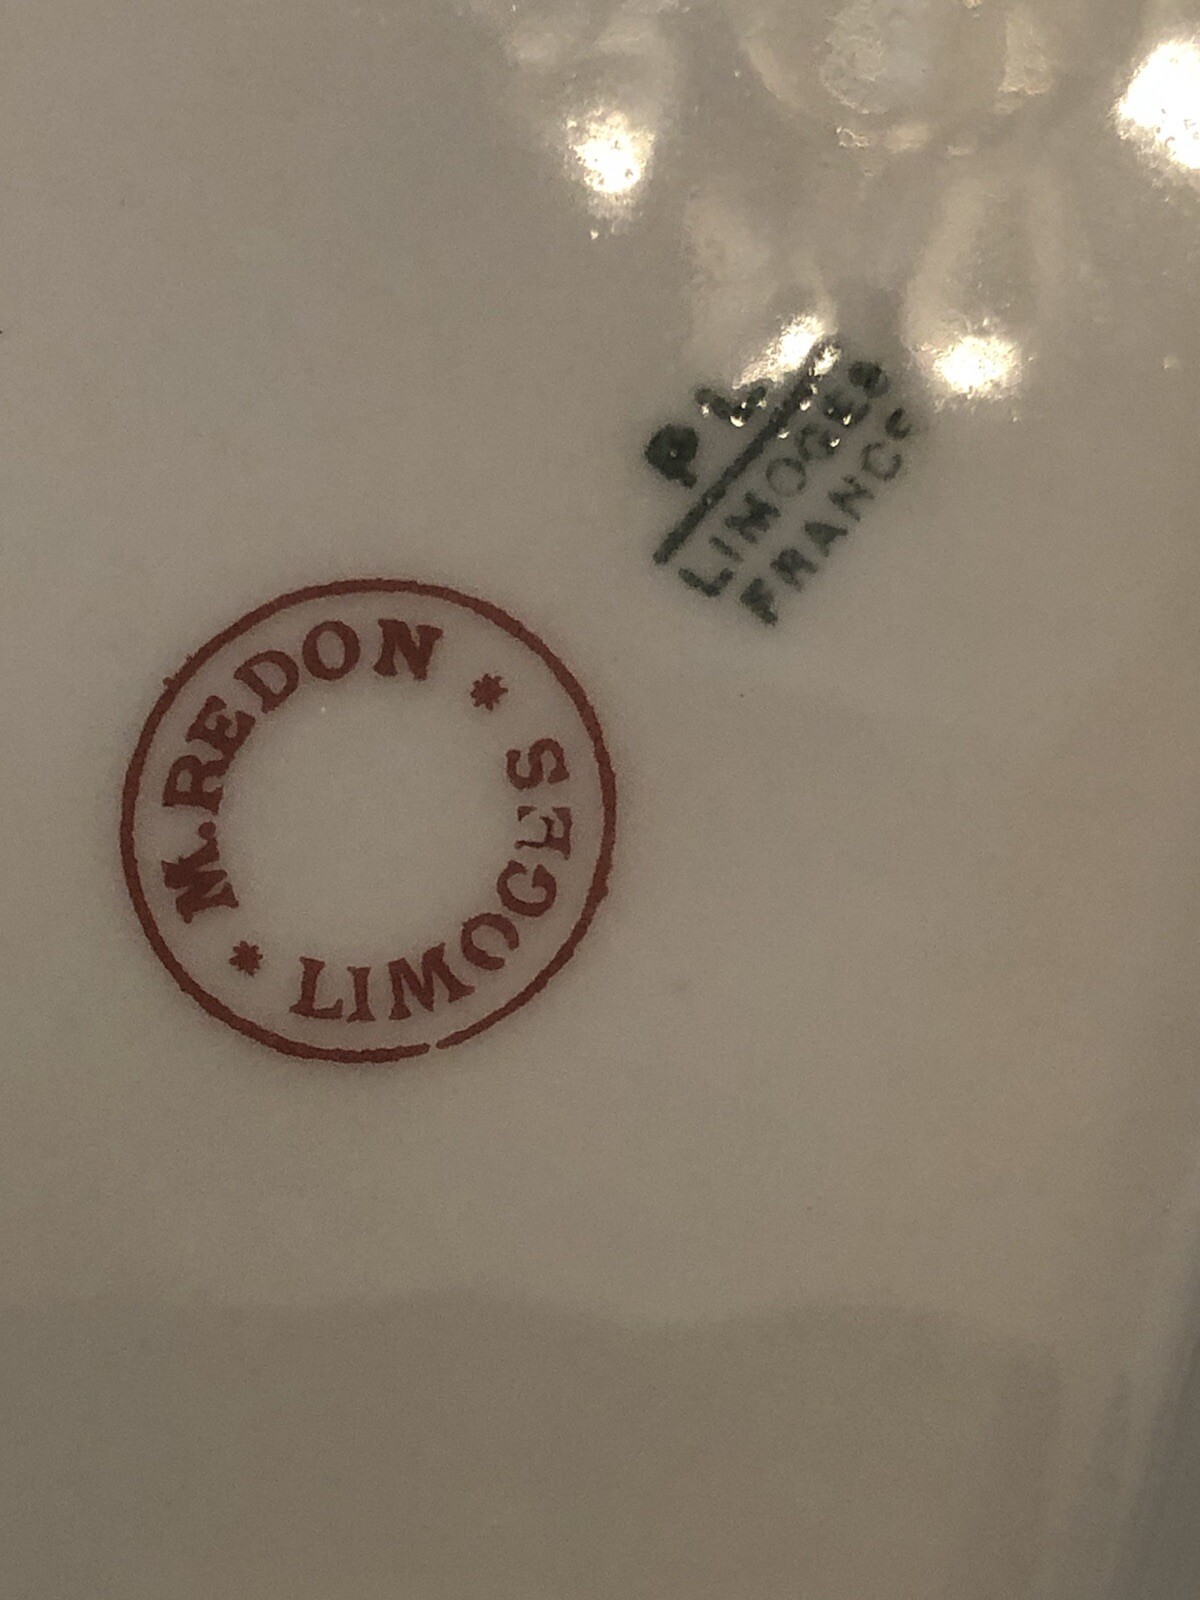 P L
LIMOGES
FRANCE
M. REDON
* LIMOGES *